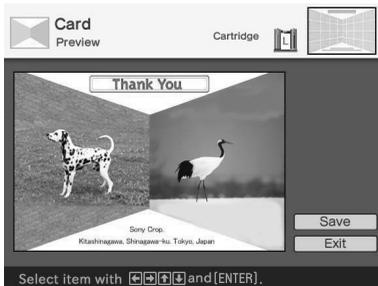 Card
Preview
Cartridge
L
Thank You
Sony Crop.
Kitashinagawa, Shinagawa-ku. Tokyo, Japan
Save
Exit
Select item with ←→↑↓and[ENTER].